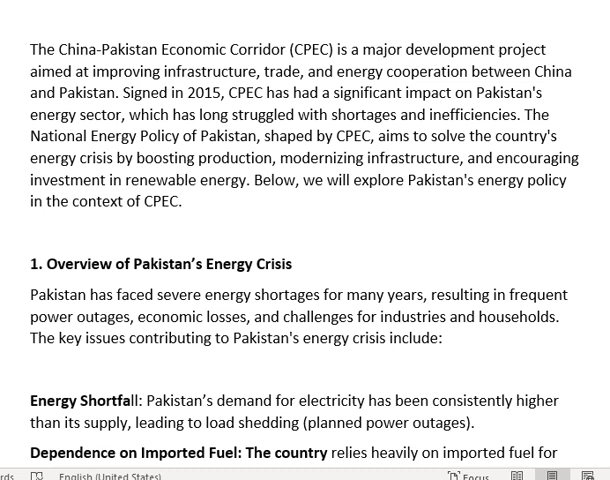 The China-Pakistan Economic Corridor (CPEC) is a major development project
aimed at improving infrastructure, trade, and energy cooperation between China
and Pakistan. Signed in 2015, CPEC has had a significant impact on Pakistan's
energy sector, which has long struggled with shortages and inefficiencies. The
National Energy Policy of Pakistan, shaped by CPEC, aims to solve the country's
energy crisis by boosting production, modernizing infrastructure, and encouraging
investment in renewable energy. Below, we will explore Pakistan's energy policy
in the context of CPEC.
1. Overview of Pakistan’s Energy Crisis
Pakistan has faced severe energy shortages for many years, resulting in frequent
power outages, economic losses, and challenges for industries and households.
The key issues contributing to Pakistan's energy crisis include:
Energy Shortfall: Pakistan’s demand for electricity has been consistently higher
than its supply, leading to load shedding (planned power outages).
Dependence on Imported Fuel: The country relies heavily on imported fuel for
rds English (United States) Focus